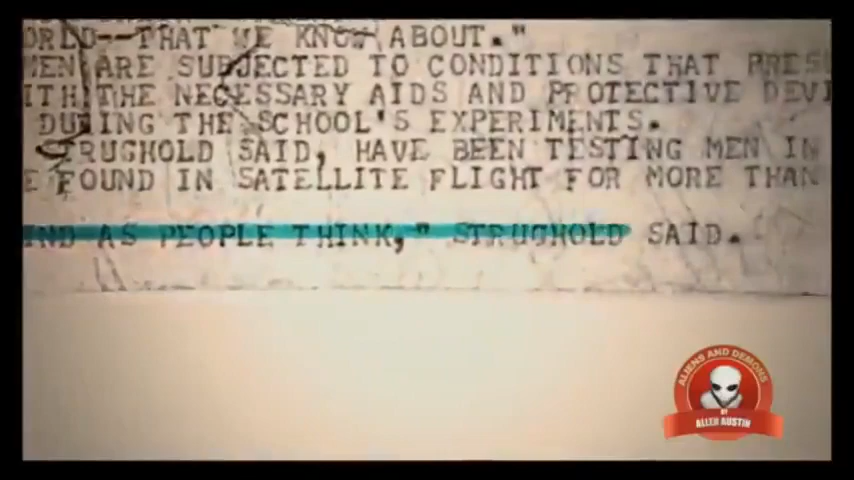 ORLD--THAT WE KNOW ABOUT."
MEN ARE SUBJECTED TO CONDITIONS THAT PRES
ITH THE NECESSARY AIDS AND PROTECTIVE DEVI
DURING THE SCHOOL'S EXPERIMENTS.
STRUGHOLD SAID, HAVE BEEN TESTING MEN IN
E FOUND IN SATELLITE FLIGHT FOR MORE THAN
IND AS PEOPLE THINK," STRUGHOLD SAID.
ALIENS AND DEMONS
BY
ALLEN AUSTIN